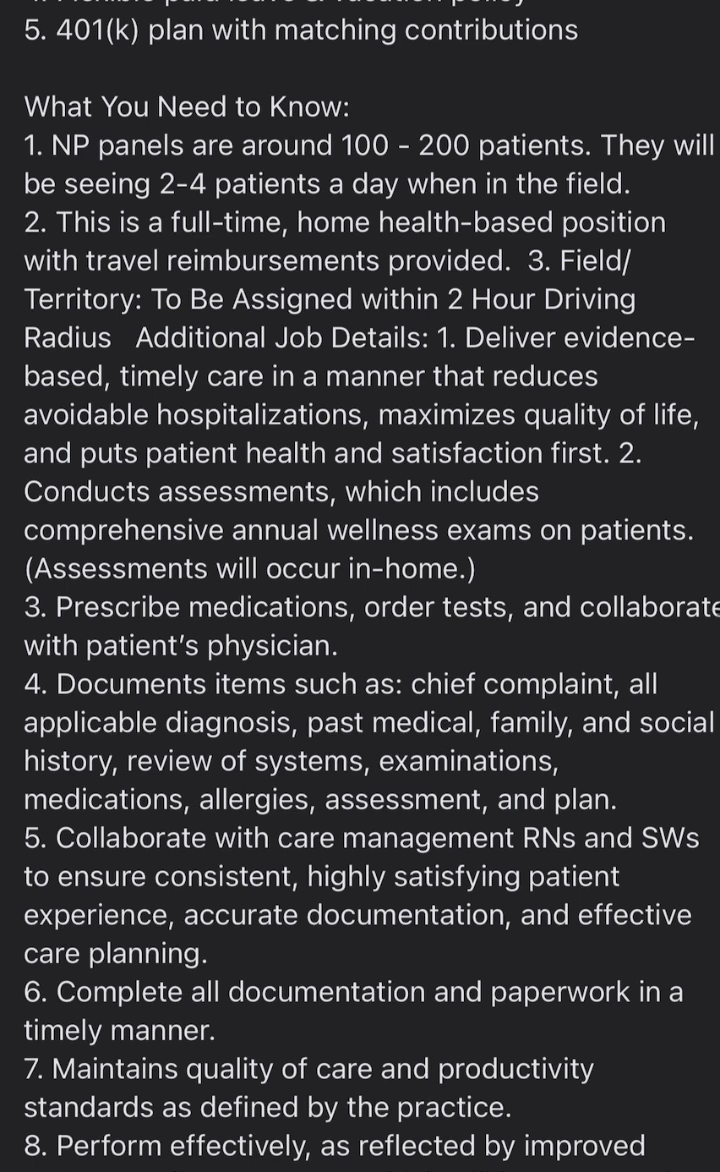 5. 401(k) plan with matching contributions
What You Need to Know:
1. NP panels are around 100 - 200 patients. They will
be seeing 2-4 patients a day when in the field.
2. This is a full-time, home health-based position
with travel reimbursements provided.  3. Field/
Territory: To Be Assigned within 2 Hour Driving
Radius   Additional Job Details: 1. Deliver evidence-
based, timely care in a manner that reduces
avoidable hospitalizations, maximizes quality of life,
and puts patient health and satisfaction first. 2.
Conducts assessments, which includes
comprehensive annual wellness exams on patients.
(Assessments will occur in-home.)
3. Prescribe medications, order tests, and collaborate
with patient's physician.
4. Documents items such as: chief complaint, all
applicable diagnosis, past medical, family, and social
history, review of systems, examinations,
medications, allergies, assessment, and plan.
5. Collaborate with care management RNs and SWs
to ensure consistent, highly satisfying patient
experience, accurate documentation, and effective
care planning.
6. Complete all documentation and paperwork in a
timely manner.
7. Maintains quality of care and productivity
standards as defined by the practice.
8. Perform effectively, as reflected by improved